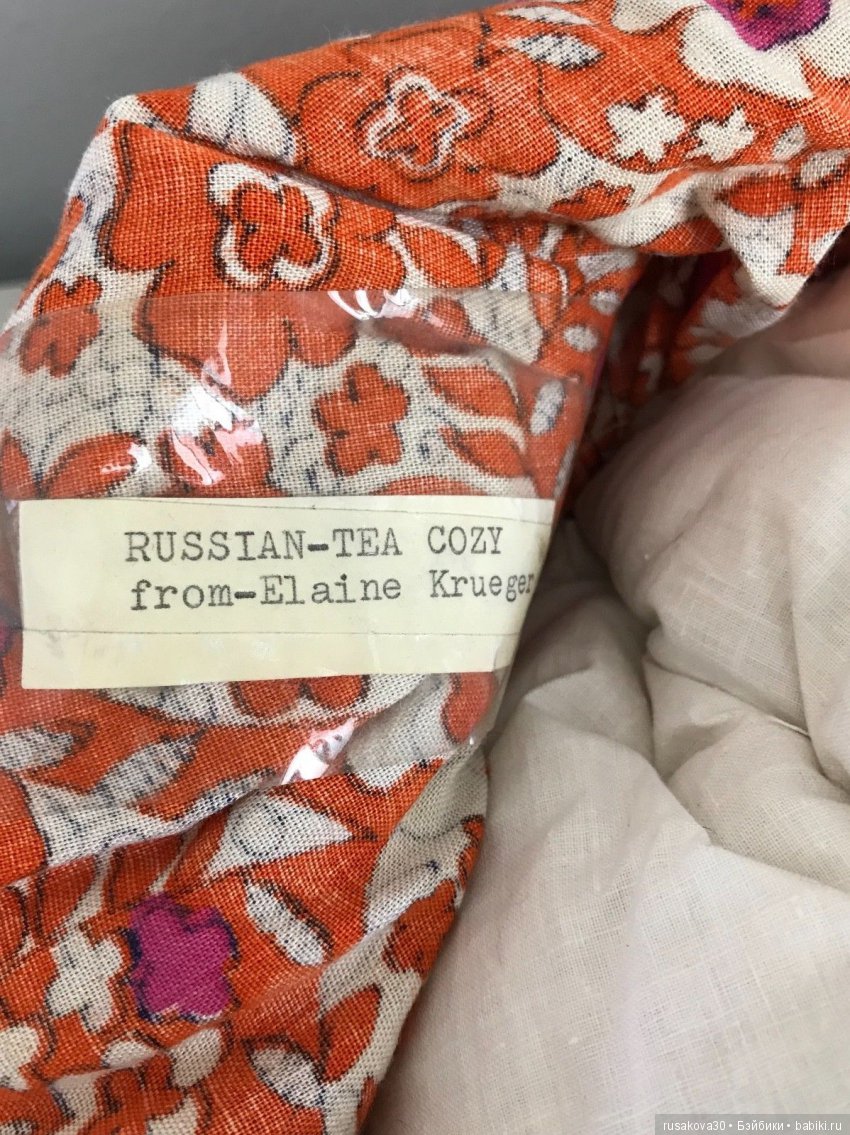 RUSSIAN-TEA COZY
from-Elaine Krueger
rusakova30 • Бэйбики • babiki.ru